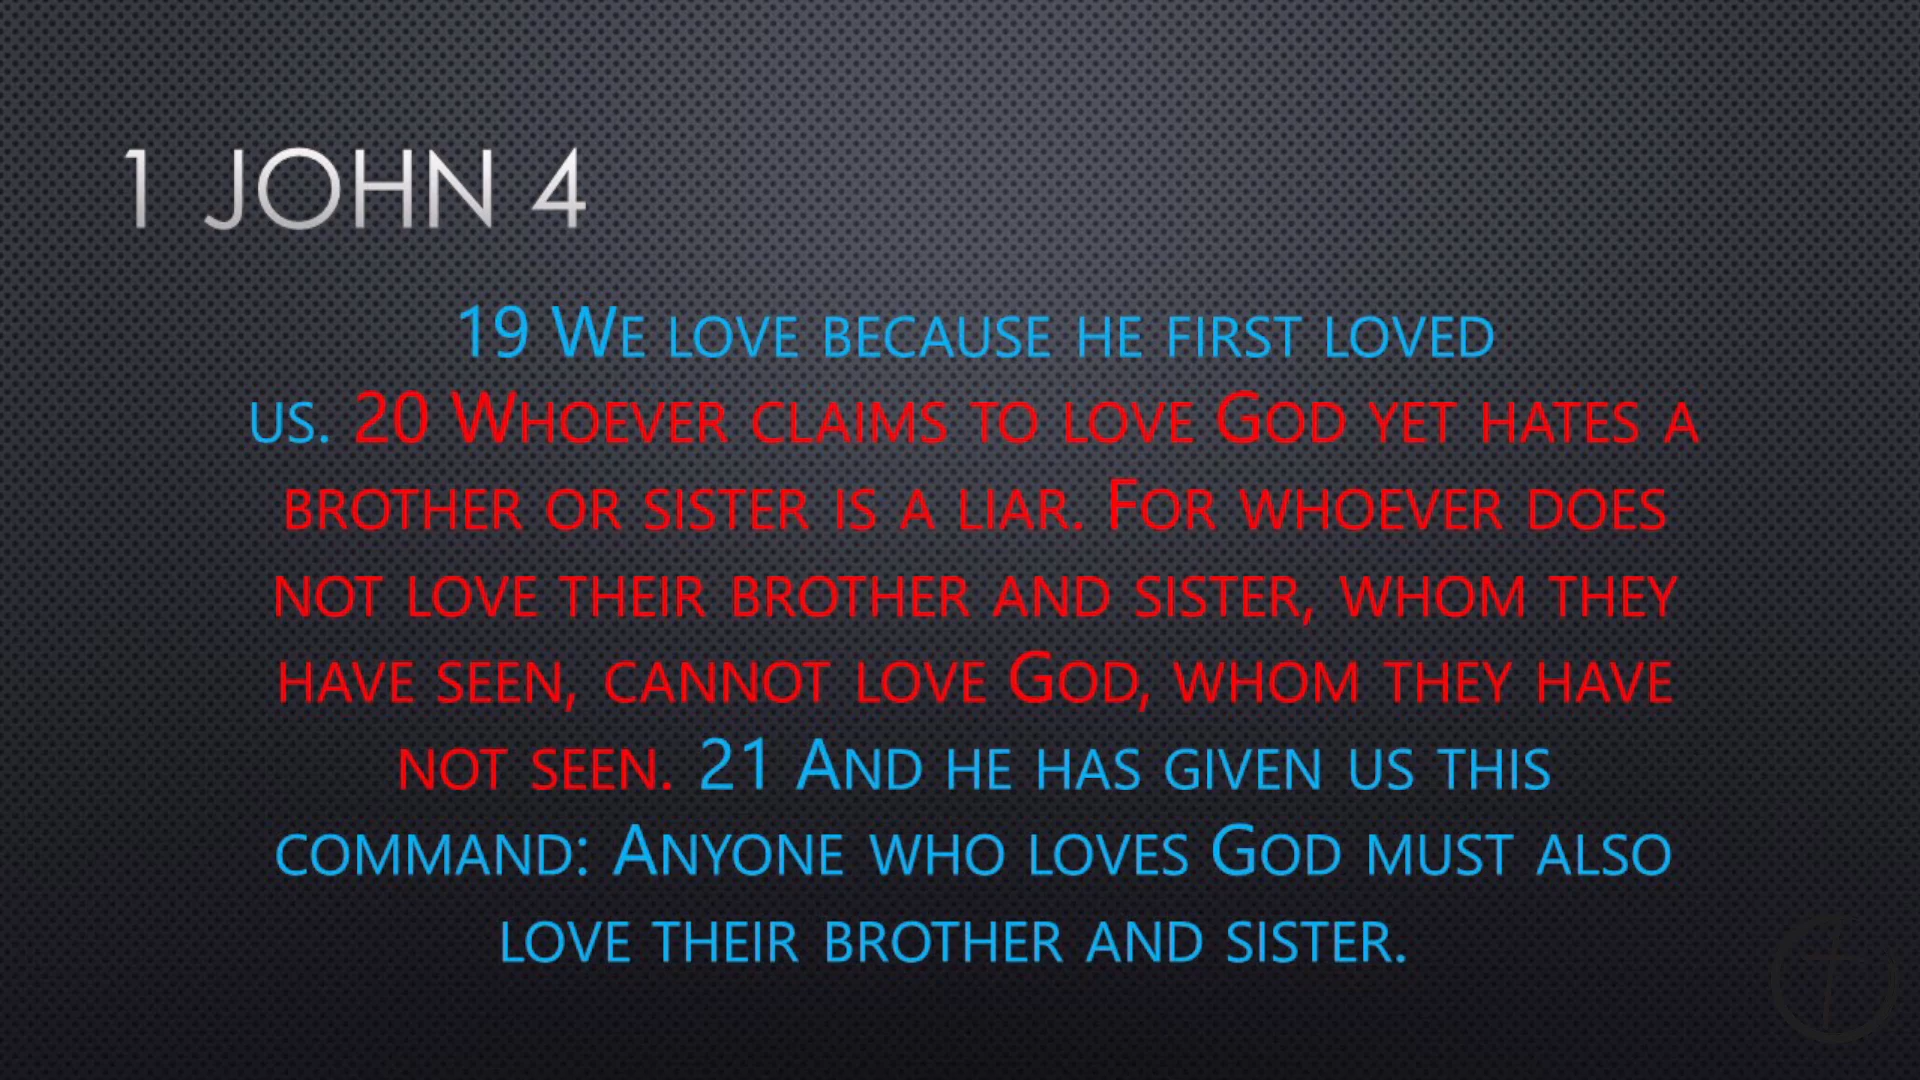 1 JOHN 4
19 WE LOVE BECAUSE HE FIRST LOVED
US. 20 WHOEVER CLAIMS TO LOVE GOD YET HATES A
BROTHER OR SISTER IS A LIAR. FOR WHOEVER DOES
NOT LOVE THEIR BROTHER AND SISTER, WHOM THEY
HAVE SEEN, CANNOT LOVE GOD, WHOM THEY HAVE
NOT SEEN. 21 AND HE HAS GIVEN US THIS
COMMAND: ANYONE WHO LOVES GOD MUST ALSO
LOVE THEIR BROTHER AND SISTER.